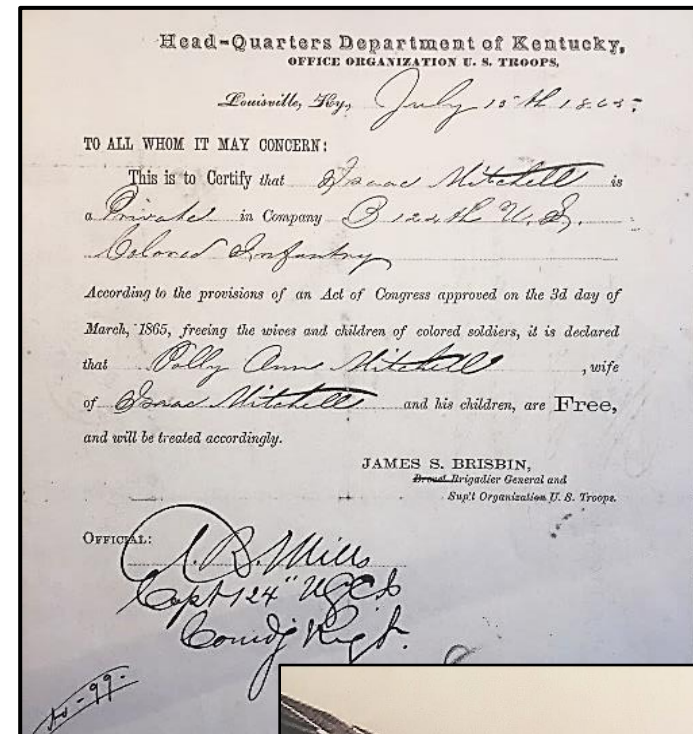 Head-Quarters Department of Kentucky,
OFFICE ORGANIZATION U. S. TROOPS,
Louisville, Ky, July 15th 1865.
TO ALL WHOM IT MAY CONCERN:
This is to Certify that Isaac Mitchell is
a Private in Company B 124th U.S.
Colored Infantry
According to the provisions of an Act of Congress approved on the 3d day of
March, 1865, freeing the wives and children of colored soldiers, it is declared
that Polly Ann Mitchell , wife
of Isaac Mitchell and his children, are Free,
and will be treated accordingly.
JAMES S. BRISBIN,
Brevet Brigadier General and
Sup't Organization U. S. Troops.
OFFICIAL:
A. B. Mills
Capt 124" USCI
Comdg Regt.
99-